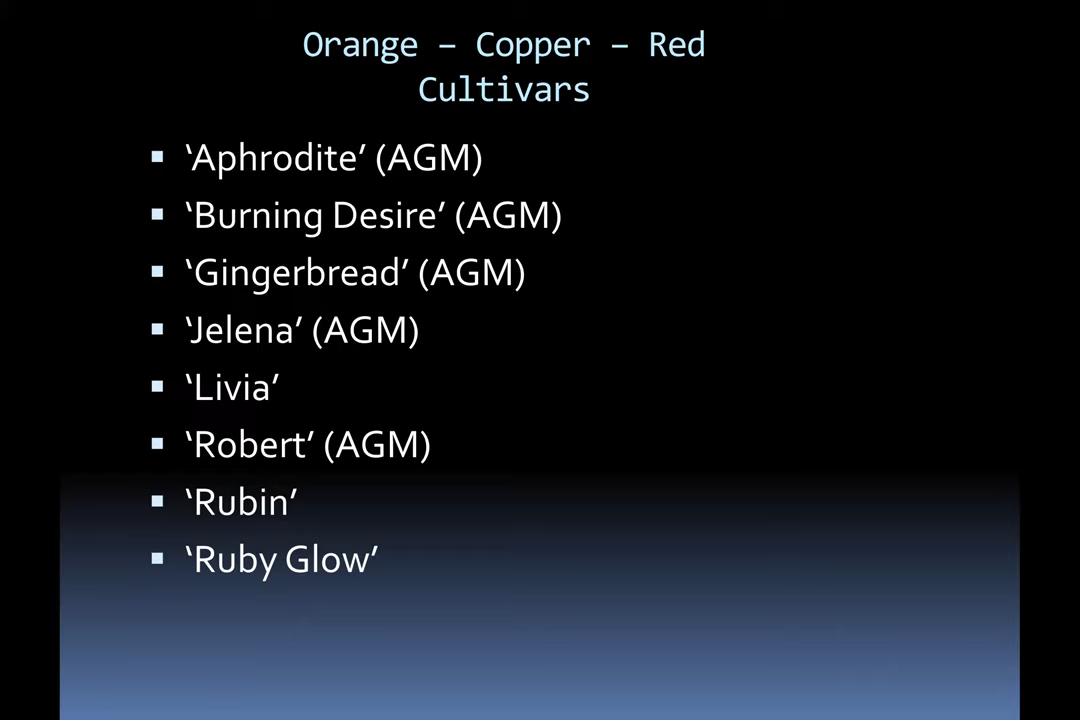 Orange – Copper – Red
Cultivars
▪ ‘Aphrodite’ (AGM)
▪ ‘Burning Desire’ (AGM)
▪ ‘Gingerbread’ (AGM)
▪ ‘Jelena’ (AGM)
▪ ‘Livia’
▪ ‘Robert’ (AGM)
▪ ‘Rubin’
▪ ‘Ruby Glow’